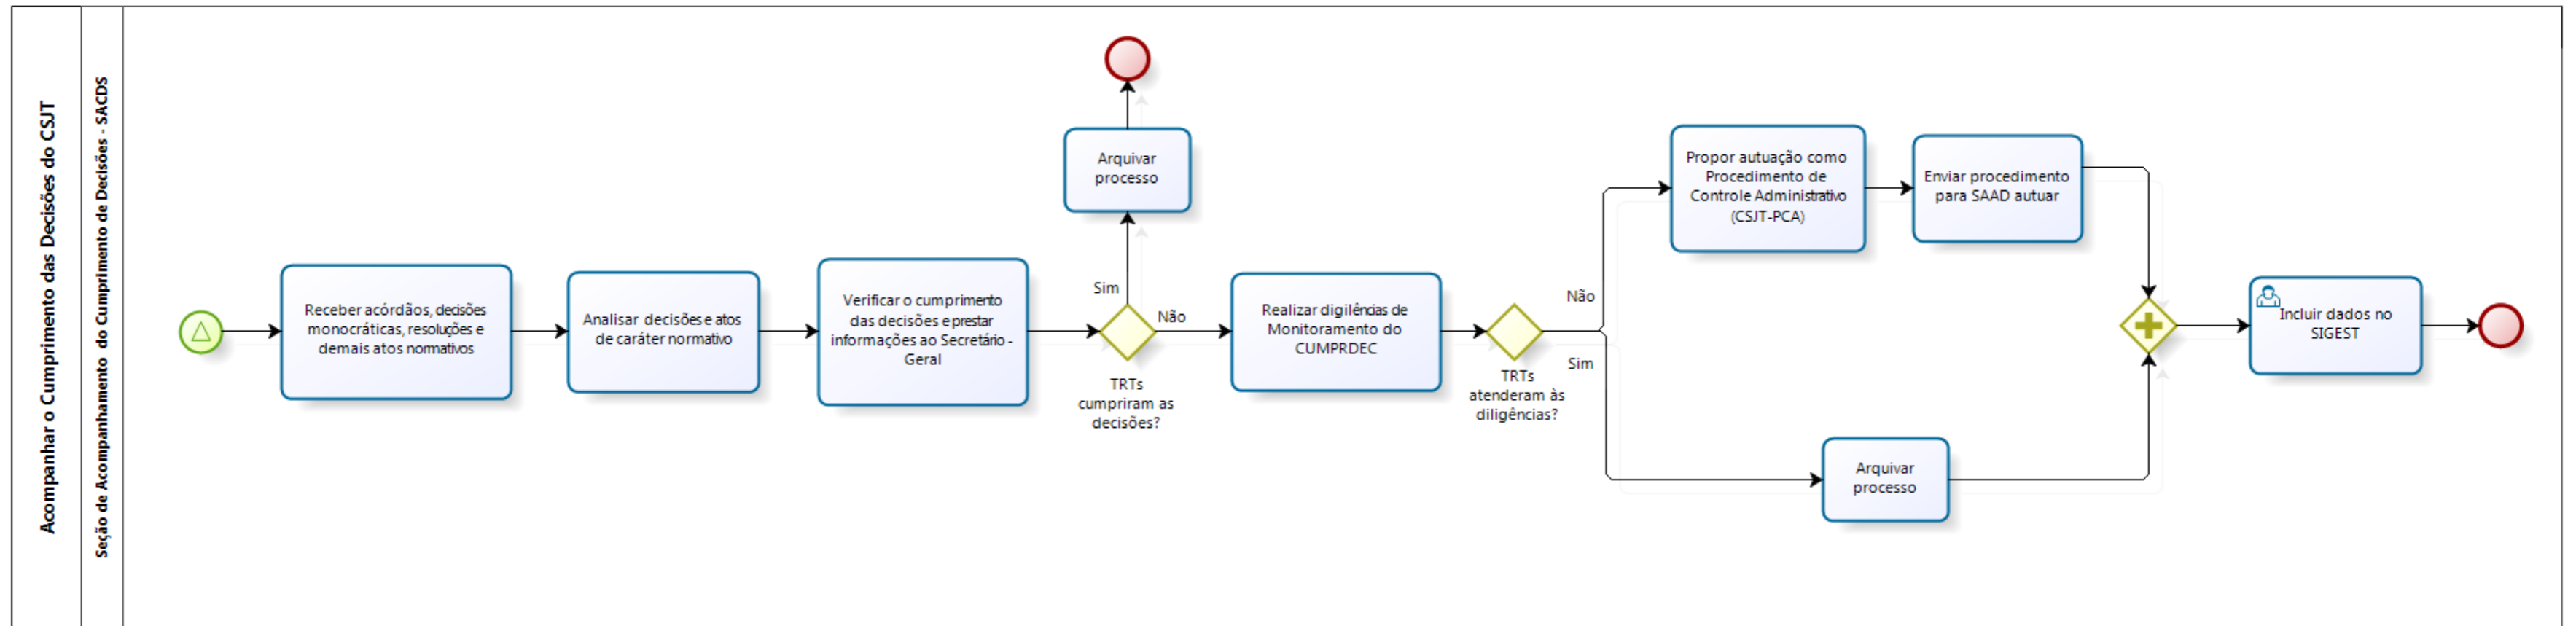 Acompanhar o Cumprimento das Decisões do CSJT
Seção de Acompanhamento do Cumprimento de Decisões - SACDS
Receber acórdãos, decisões
monocráticas, resoluções e
demais atos normativos
Analisar decisões e atos
de caráter normativo
Verificar o cumprimento
das decisões e prestar
informações ao Secretário -
Geral
Arquivar
processo
Sim
Não
TRTs
cumpriram as
decisões?
Realizar digilências de
Monitoramento do
CUMPRDEC
TRTs
atenderam às
diligências?
Não
Sim
Propor autuação como
Procedimento de
Controle Administrativo
(CSJT-PCA)
Enviar procedimento
para SAAD autuar
Arquivar
processo
Incluir dados no
SIGEST